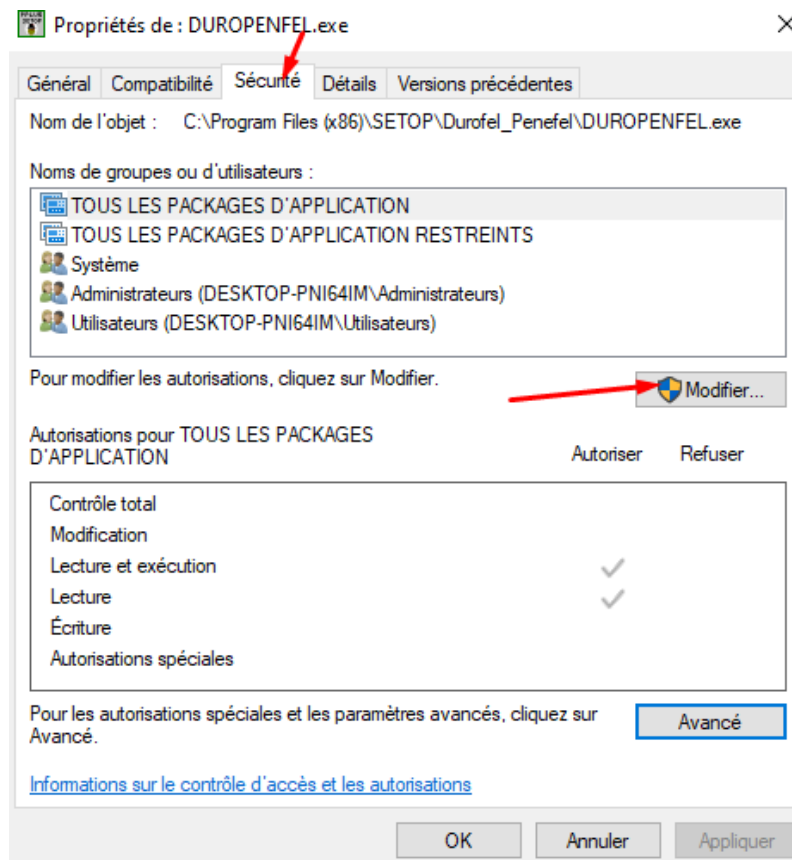 Propriétés de : DUROPENFEL.exe
Général Compatibilité Sécurité Détails Versions précédentes
Nom de l'objet : C:\Program Files (x86)\SETOP\Durofel_Penefel\DUROPENFEL.exe
Noms de groupes ou d'utilisateurs :
TOUS LES PACKAGES D'APPLICATION
TOUS LES PACKAGES D'APPLICATION RESTREINTS
Système
Administrateurs (DESKTOP-PNI64IM\Administrateurs)
Utilisateurs (DESKTOP-PNI64IM\Utilisateurs)
Pour modifier les autorisations, cliquez sur Modifier.
Modifier...
Autorisations pour TOUS LES PACKAGES
D'APPLICATION
Autoriser Refuser
Contrôle total
Modification
Lecture et exécution
Lecture
Écriture
Autorisations spéciales
Pour les autorisations spéciales et les paramètres avancés, cliquez sur
Avancé.
Avancé
Informations sur le contrôle d'accès et les autorisations
OK Annuler Appliquer